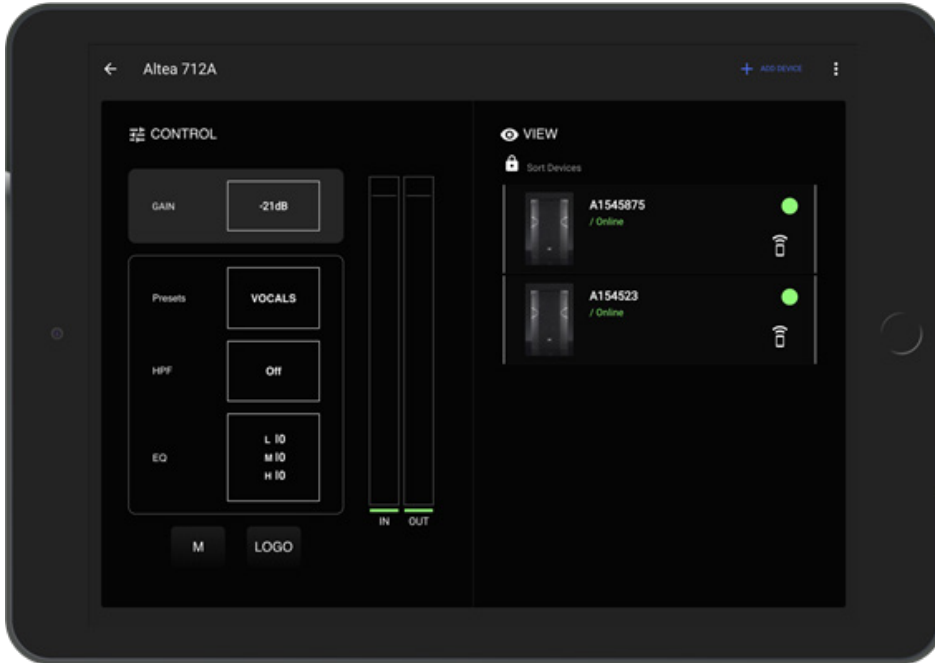 Altea 712A
+ ADD DEVICE
CONTROL
GAIN
-21dB
Presets
VOCALS
HPF
Off
EQ
L I0
M I0
H I0
M
LOGO
IN
OUT
VIEW
Sort Devices
A1545875
/ Online
A154523
/ Online